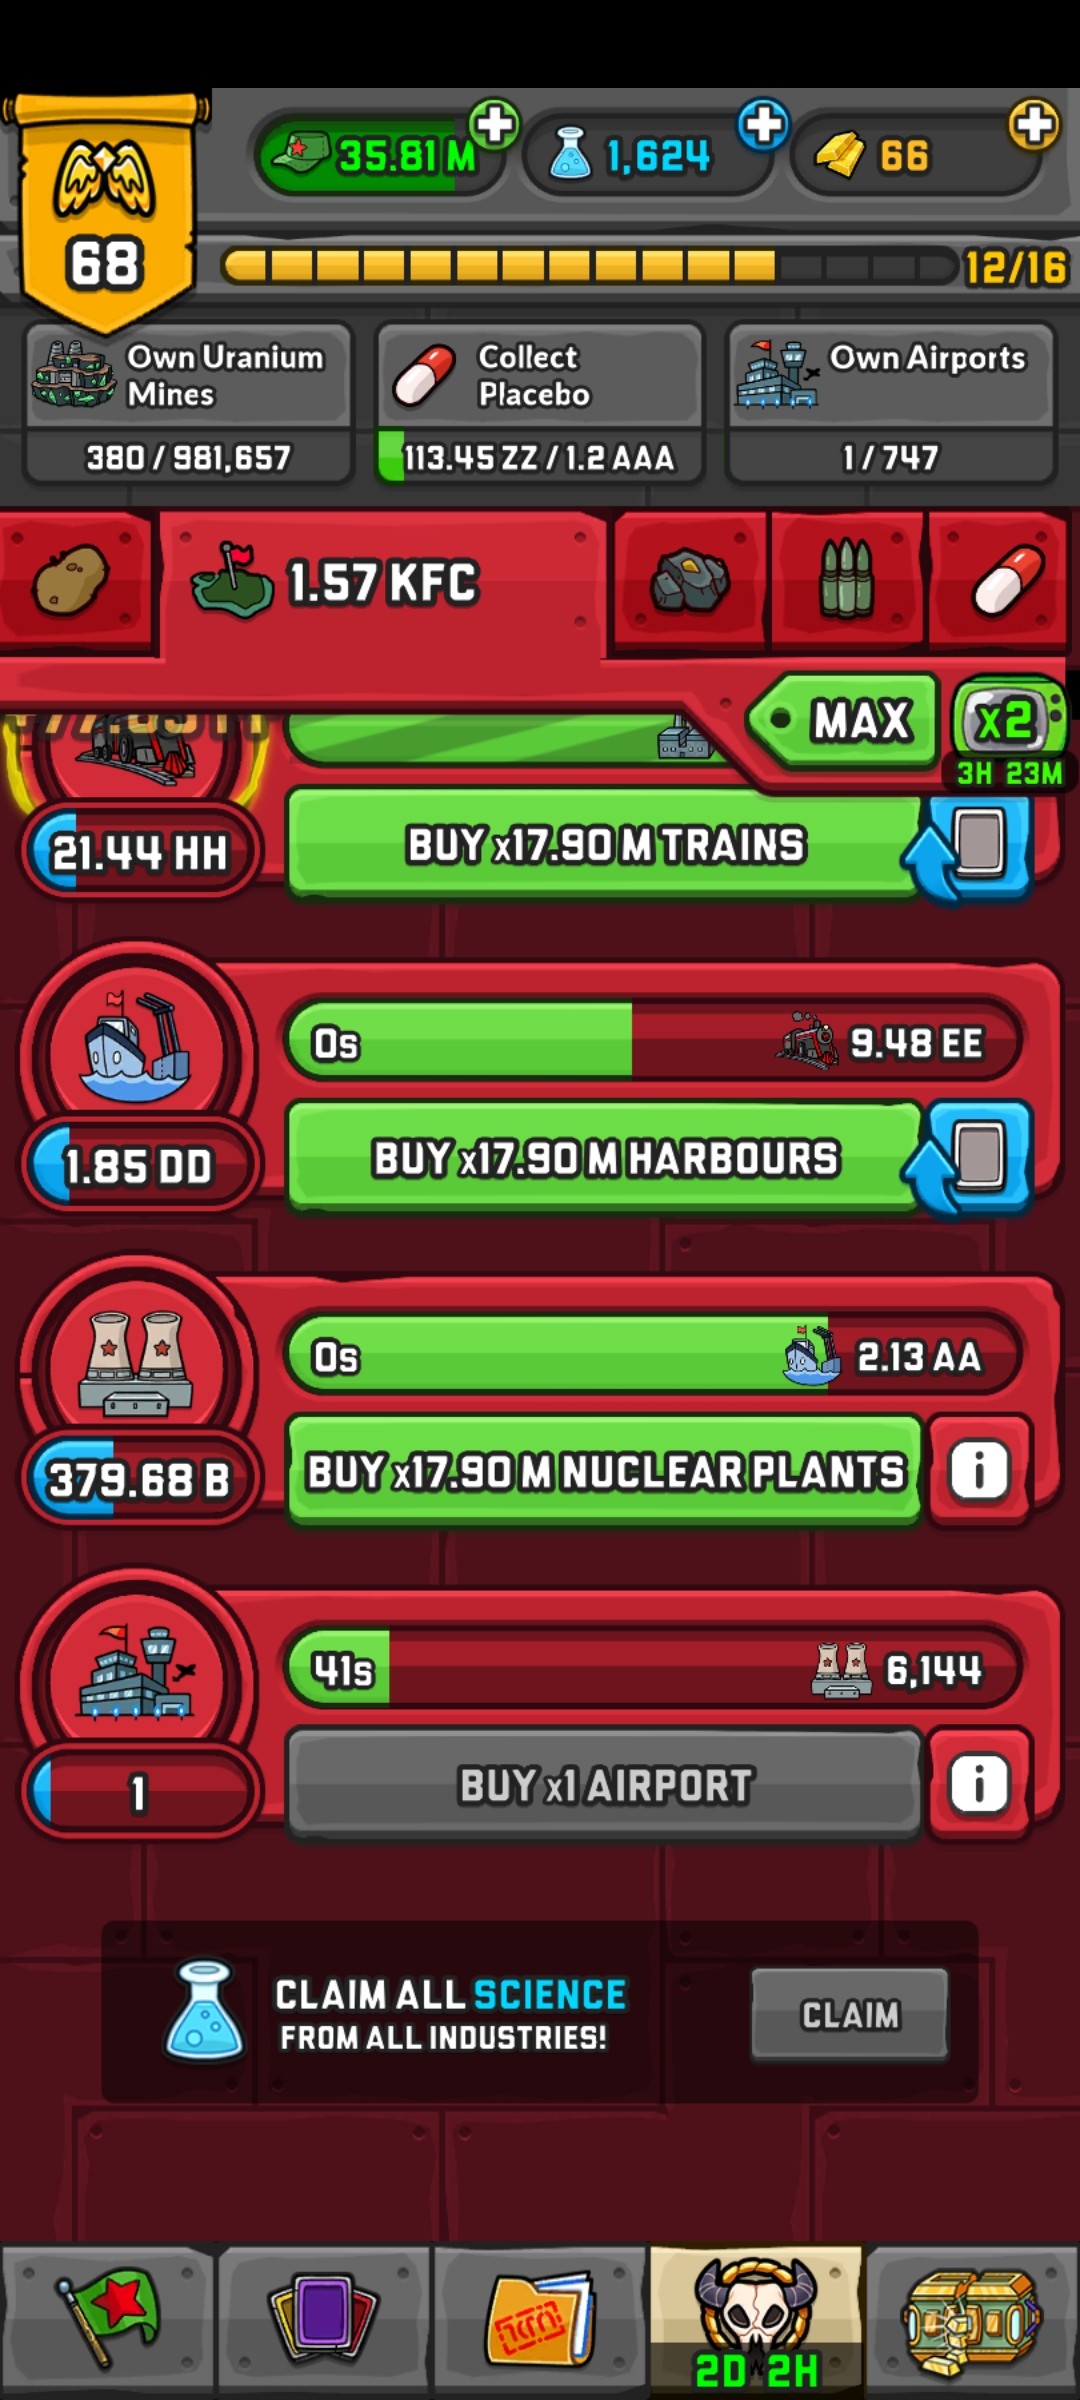 35.81 M
1,624
66
68
12/16
Own Uranium
Mines
380 / 981,657
Collect
Placebo
113.45 ZZ / 1.2 AAA
Own Airports
1 / 747
1.57 KFC
MAX
x2
3H 23M
21.44 HH
BUY x17.90 M TRAINS
0s
9.48 EE
1.85 DD
BUY x17.90 M HARBOURS
0s
2.13 AA
379.68 B
BUY x17.90 M NUCLEAR PLANTS
i
41s
6,144
1
BUY x1 AIRPORT
i
CLAIM ALL SCIENCE
FROM ALL INDUSTRIES!
CLAIM
2D 2H